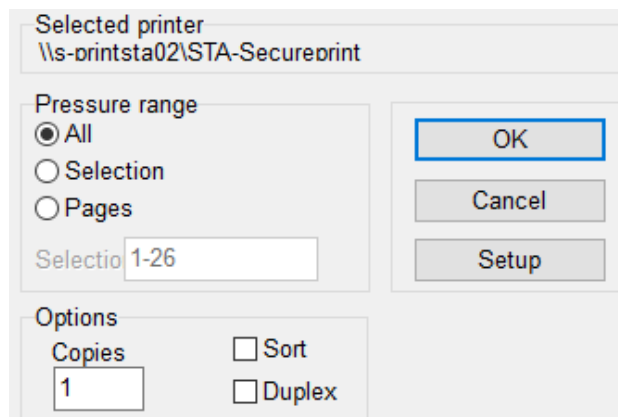 Selected printer
\\s-printsta02\STA-Secureprint
Pressure range
All
Selection
Pages
Selectio 1-26
OK
Cancel
Setup
Options
Copies
1
Sort
Duplex